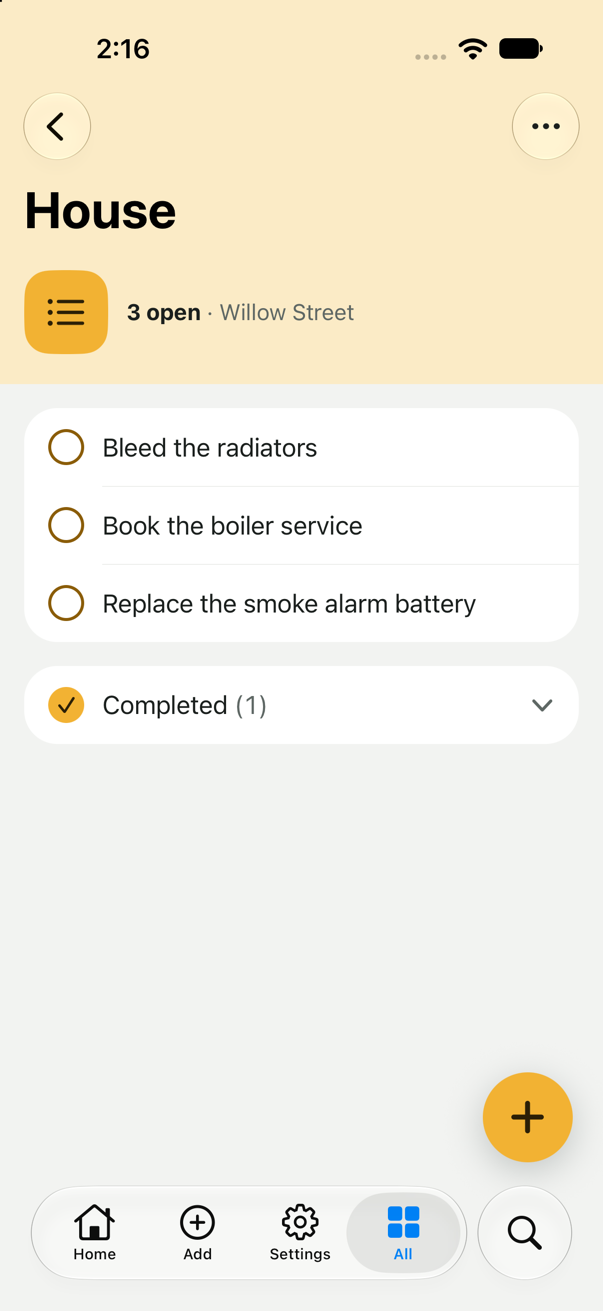 2:16
House
3 open · Willow Street
Bleed the radiators
Book the boiler service
Replace the smoke alarm battery
Completed (1)
Home
Add
Settings
All